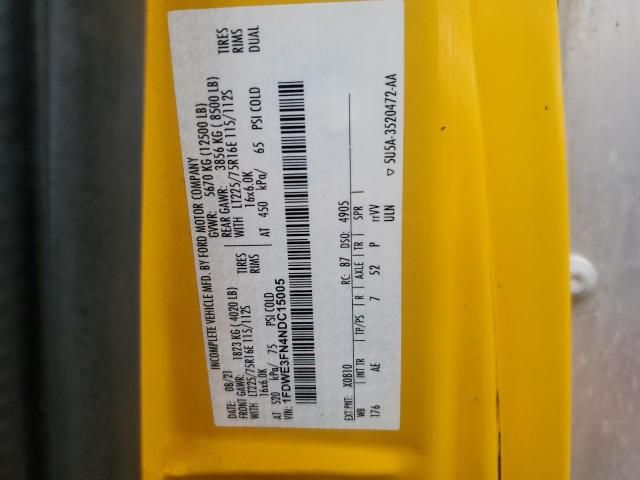 INCOMPLETE VEHICLE MFD. BY FORD MOTOR COMPANY
DATE: 08/21 GVWR: 5670 KG (12500 LB)
FRONT GAWR: 1823 KG (4020 LB) REAR GAWR: 3856 KG (8500 LB)
WITH LT225/75R16E 115/112S TIRES WITH LT225/75R16E 115/112S TIRES
16x6.0K RIMS 16x6.0K RIMS
AT 520 kPa/ 75 PSI COLD AT 450 kPa/ 65 PSI COLD DUAL
VIN: 1FDWE3FN4NDC15005
EXT PNT: X0810 RC: B7 DSO: 4905
WB INT TR TP/PS R AXLE TR SPR
176 AE 7 52 P rrVV
ULN
▽ 5U5A-3520472-AA